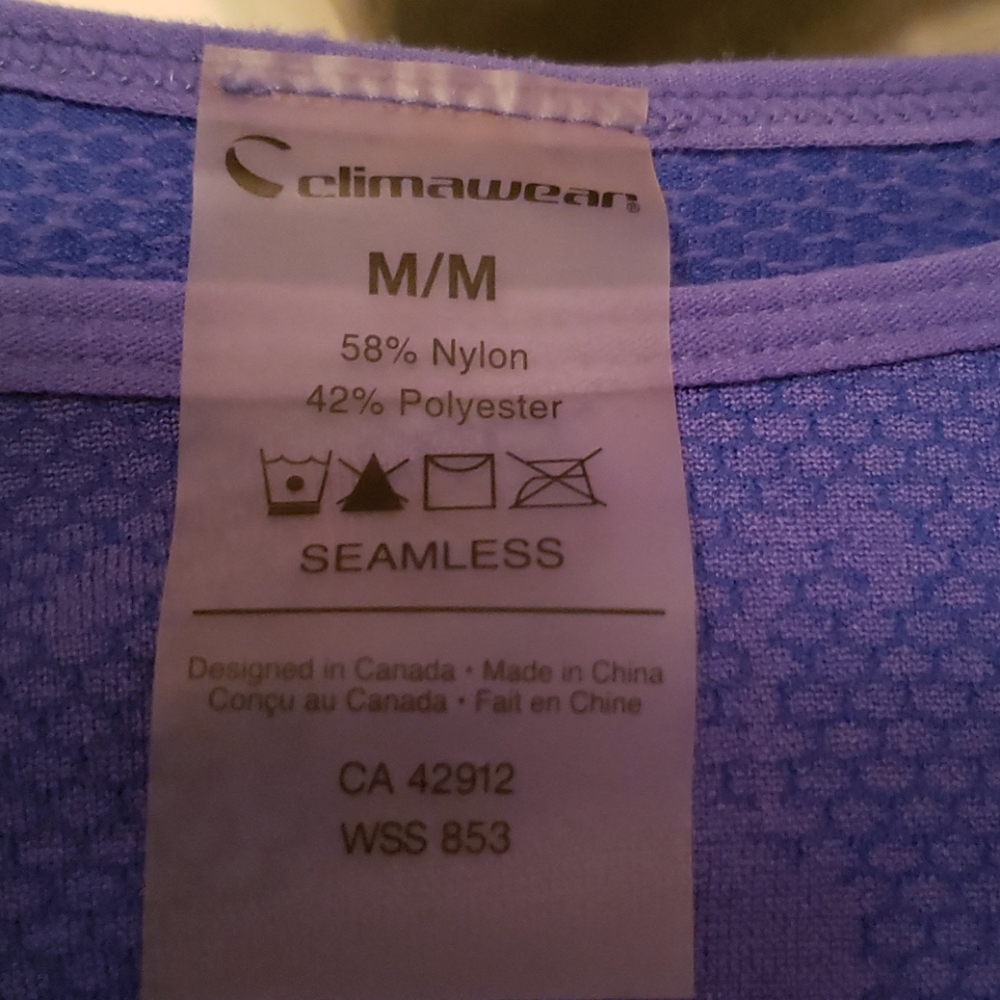 climawear®
M/M
58% Nylon
42% Polyester
SEAMLESS
Designed in Canada • Made in China
Conçu au Canada • Fait en Chine
CA 42912
WSS 853